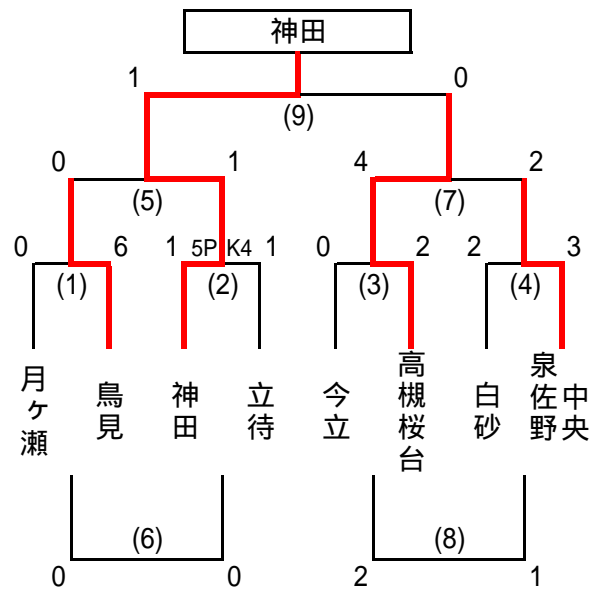 神田
1 0
(9)
0 1 4 2
(5) (7)
0 6 1 5PK4 1 0 2 2 3
(1) (2) (3) (4)
月ヶ瀬
鳥見
神田
立待
今立
高槻桜台
白砂
泉佐野
中央
(6) (8)
0 0 2 1